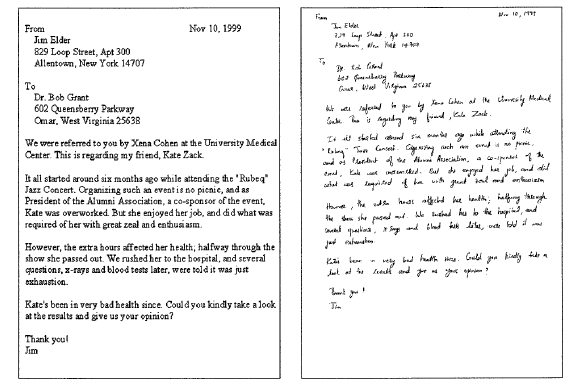 From Nov 10, 1999
Jim Elder
829 Loop Street, Apt 300
Allentown, New York 14707
To
Dr. Bob Grant
602 Queensberry Parkway
Omar, West Virginia 25638
We were referred to you by Xena Cohen at the University Medical
Center. This is regarding my friend, Kate Zack.
It all started around six months ago while attending the "Rubeq"
Jazz Concert. Organizing such an event is no picnic, and as
President of the Alumni Association, a co-sponsor of the event,
Kate was overworked. But she enjoyed her job, and did what was
required of her with great zeal and enthusiasm.
However, the extra hours affected her health; halfway through the
show she passed out. We rushed her to the hospital, and several
questions, x-rays and blood tests later, were told it was just
exhaustion.
Kate's been in very bad health since. Could you kindly take a look
at the results and give us your opinion?
Thank you!
Jim
From Nov 10, 1999
Jim Elder
829 Loop Street, Apt 300
Allentown, New York 14707
To
Dr. Bob Grant
602 Queensberry Parkway
Omar, West Virginia 25638
We were referred to you by Xena Cohen at the University Medical
Center. This is regarding my friend, Kate Zack.
It all started around six months ago while attending the
"Rubeq" Jazz Concert. Organizing such an event is no picnic,
and as President of the Alumni Association, a co-sponsor of the
event, Kate was overworked. But she enjoyed her job, and did
what was required of her with great zeal and enthusiasm.
However, the extra hours affected her health; halfway through
the show she passed out. We rushed her to the hospital, and
several questions, x-rays and blood tests later, were told it was
just exhaustion.
Kate's been in very bad health since. Could you kindly take a
look at the results and give us your opinion?
Thank you!
Jim